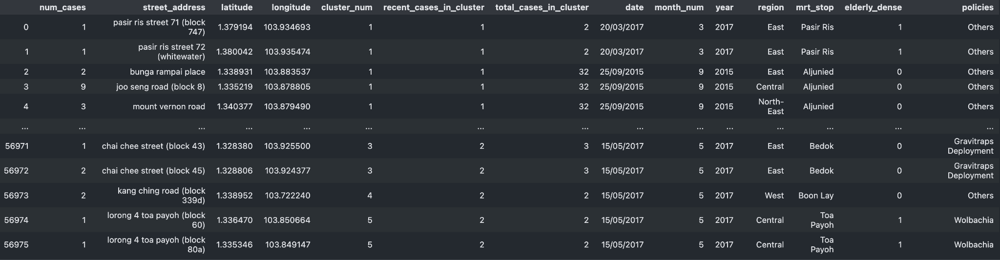 num_cases street_address latitude longitude cluster_num recent_cases_in_cluster total_cases_in_cluster date month_num year region mrt_stop elderly_dense policies
0 1 pasir ris street 71 (block 747) 1.379194 103.934693 1 1 2 20/03/2017 3 2017 East Pasir Ris 1 Others
1 1 pasir ris street 72 (whitewater) 1.380042 103.935474 1 1 2 20/03/2017 3 2017 East Pasir Ris 1 Others
2 2 bunga rampai place 1.338931 103.883537 1 1 32 25/09/2015 9 2015 East Aljunied 0 Others
3 9 joo seng road (block 8) 1.335219 103.878805 1 1 32 25/09/2015 9 2015 Central Aljunied 0 Others
4 3 mount vernon road 1.340377 103.879490 1 1 32 25/09/2015 9 2015 North-East Aljunied 0 Others
... ... ... ... ... ... ... ... ... ... ... ... ... ... ...
56971 1 chai chee street (block 43) 1.328380 103.925500 3 2 3 15/05/2017 5 2017 East Bedok 0 Gravitraps Deployment
56972 2 chai chee street (block 45) 1.328806 103.924377 3 2 3 15/05/2017 5 2017 East Bedok 0 Gravitraps Deployment
56973 2 kang ching road (block 339d) 1.338952 103.722240 4 2 2 15/05/2017 5 2017 West Boon Lay 0 Others
56974 1 lorong 4 toa payoh (block 60) 1.336470 103.850664 5 2 2 15/05/2017 5 2017 Central Toa Payoh 1 Wolbachia
56975 1 lorong 4 toa payoh (block 80a) 1.335346 103.849147 5 2 2 15/05/2017 5 2017 Central Toa Payoh 1 Wolbachia